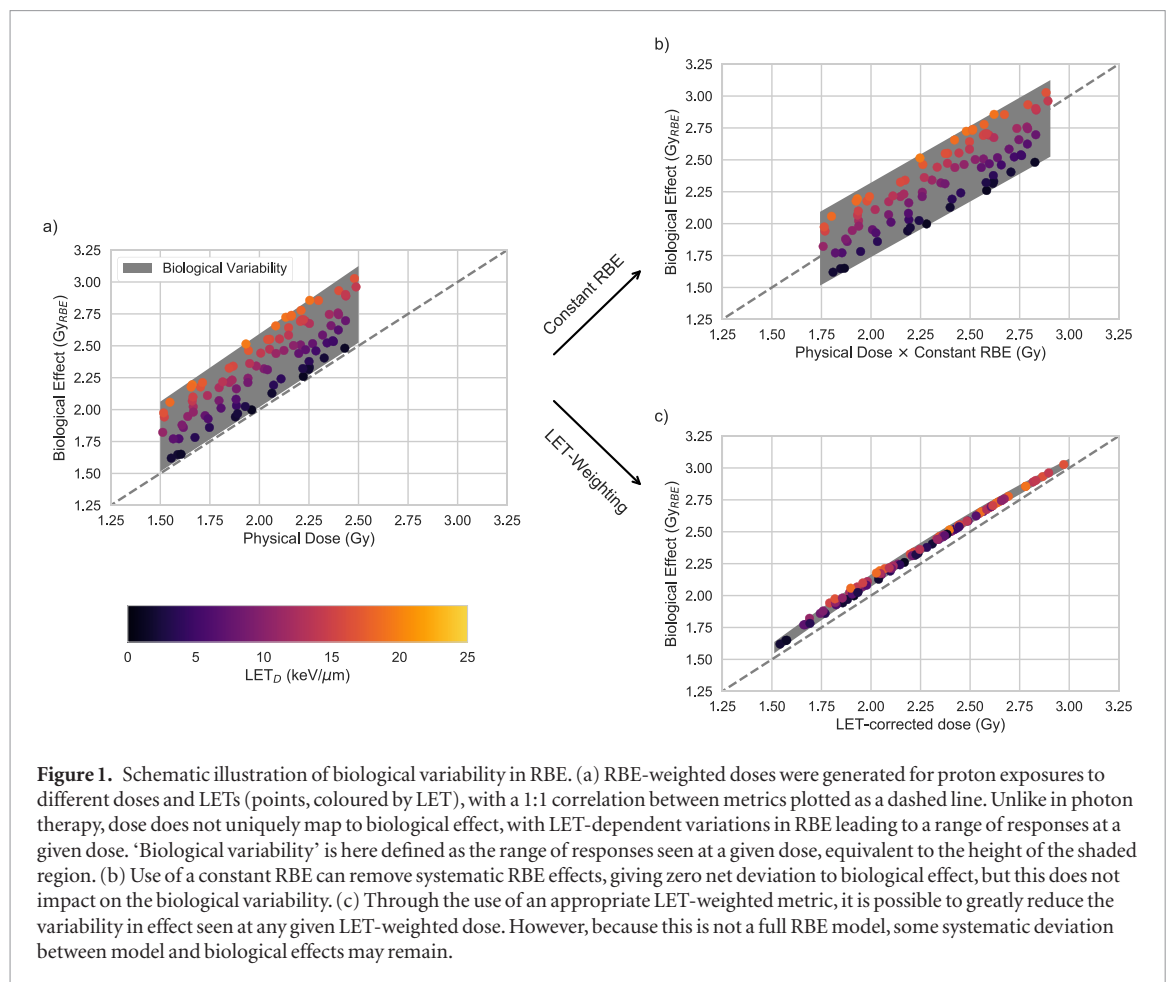 b)
3.25
3.00
2.75
2.50
2.25
2.00
1.75
1.50
1.25
Biological Effect (Gy_RBE)
1.25 1.50 1.75 2.00 2.25 2.50 2.75 3.00 3.25
Physical Dose × Constant RBE (Gy)
a)
3.25
3.00
2.75
2.50
2.25
2.00
1.75
1.50
1.25
Biological Effect (Gy_RBE)
Biological Variability
1.25 1.50 1.75 2.00 2.25 2.50 2.75 3.00 3.25
Physical Dose (Gy)
Constant RBE
LET-Weighting
c)
3.25
3.00
2.75
2.50
2.25
2.00
1.75
1.50
1.25
Biological Effect (Gy_RBE)
1.25 1.50 1.75 2.00 2.25 2.50 2.75 3.00 3.25
LET-corrected dose (Gy)
0 5 10 15 20 25
LET_D (keV/μm)
Figure 1. Schematic illustration of biological variability in RBE. (a) RBE-weighted doses were generated for proton exposures to
different doses and LETs (points, coloured by LET), with a 1:1 correlation between metrics plotted as a dashed line. Unlike in photon
therapy, dose does not uniquely map to biological effect, with LET-dependent variations in RBE leading to a range of responses at a
given dose. ‘Biological variability’ is here defined as the range of responses seen at a given dose, equivalent to the height of the shaded
region. (b) Use of a constant RBE can remove systematic RBE effects, giving zero net deviation to biological effect, but this does not
impact on the biological variability. (c) Through the use of an appropriate LET-weighted metric, it is possible to greatly reduce the
variability in effect seen at any given LET-weighted dose. However, because this is not a full RBE model, some systematic deviation
between model and biological effects may remain.